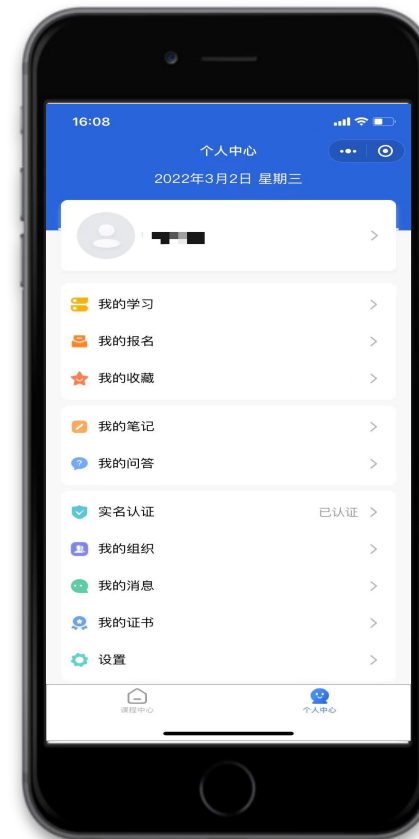 16:08
个人中心
2022年3月2日 星期三
我的学习
我的报名
我的收藏
我的笔记
我的问答
实名认证 已认证
我的组织
我的消息
我的证书
设置
课程中心 个人中心